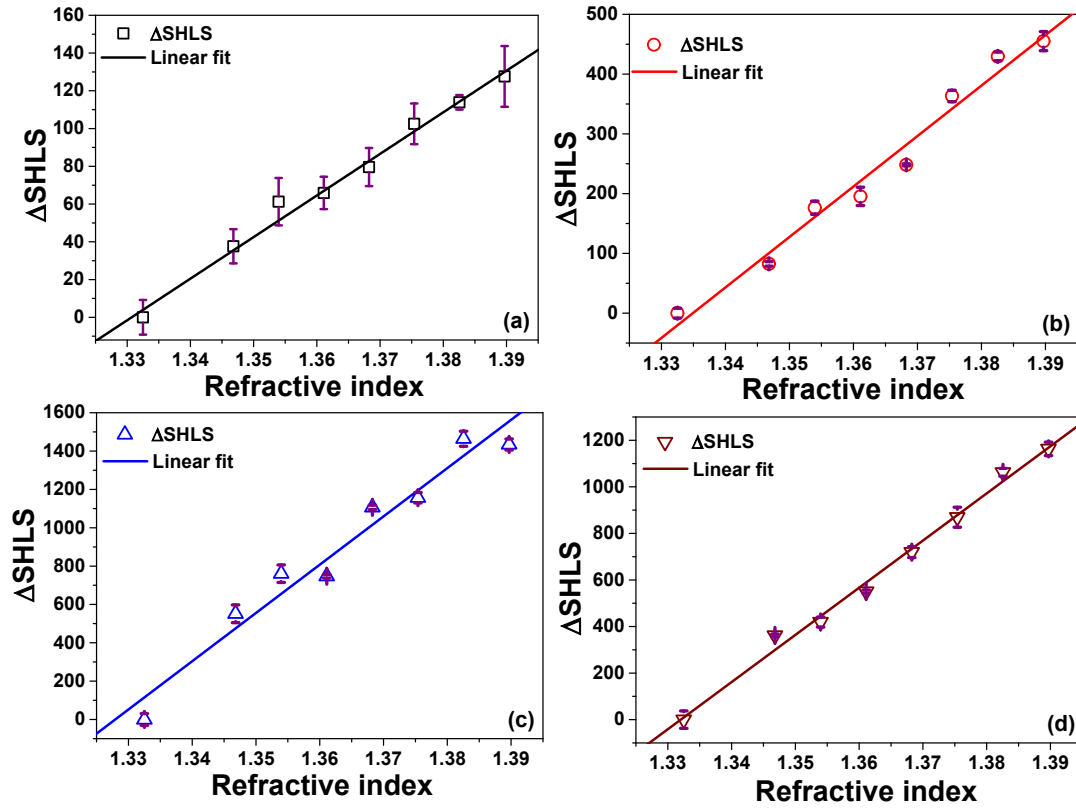 160
140
120
100
80
60
40
20
0
ΔSHLS
ΔSHLS
Linear fit
(a)
1.33 1.34 1.35 1.36 1.37 1.38 1.39
Refractive index
500
400
300
200
100
0
ΔSHLS
ΔSHLS
Linear fit
(b)
1.33 1.34 1.35 1.36 1.37 1.38 1.39
Refractive index
1600
1400
1200
1000
800
600
400
200
0
ΔSHLS
ΔSHLS
Linear fit
(c)
1.33 1.34 1.35 1.36 1.37 1.38 1.39
Refractive index
1200
1000
800
600
400
200
0
ΔSHLS
ΔSHLS
Linear fit
(d)
1.33 1.34 1.35 1.36 1.37 1.38 1.39
Refractive index